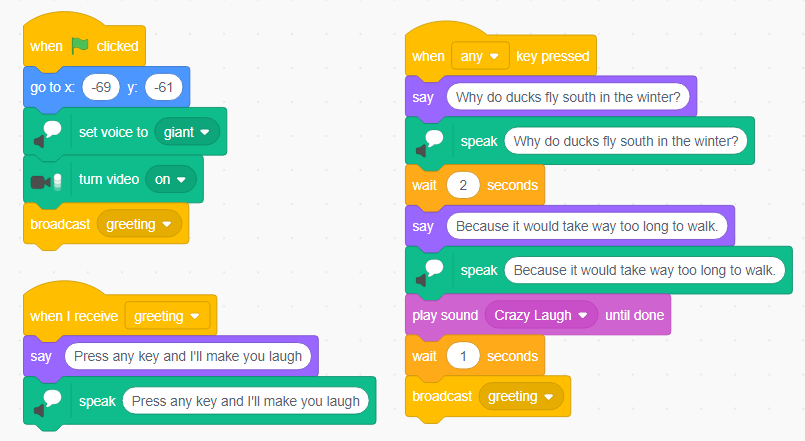 when clicked
go to x: -69 y: -61
set voice to giant
turn video on
broadcast greeting
when I receive greeting
say Press any key and I'll make you laugh
speak Press any key and I'll make you laugh
when any key pressed
say Why do ducks fly south in the winter?
speak Why do ducks fly south in the winter?
wait 2 seconds
say Because it would take way too long to walk.
speak Because it would take way too long to walk.
play sound Crazy Laugh until done
wait 1 seconds
broadcast greeting